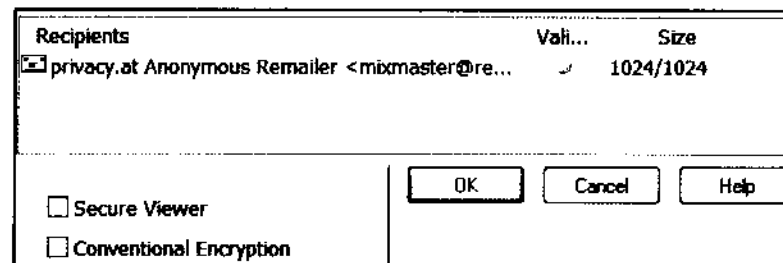 Recipients Vali... Size
privacy.at Anonymous Remailer <mixmaster@re... 1024/1024
OK Cancel Help
Secure Viewer
Conventional Encryption